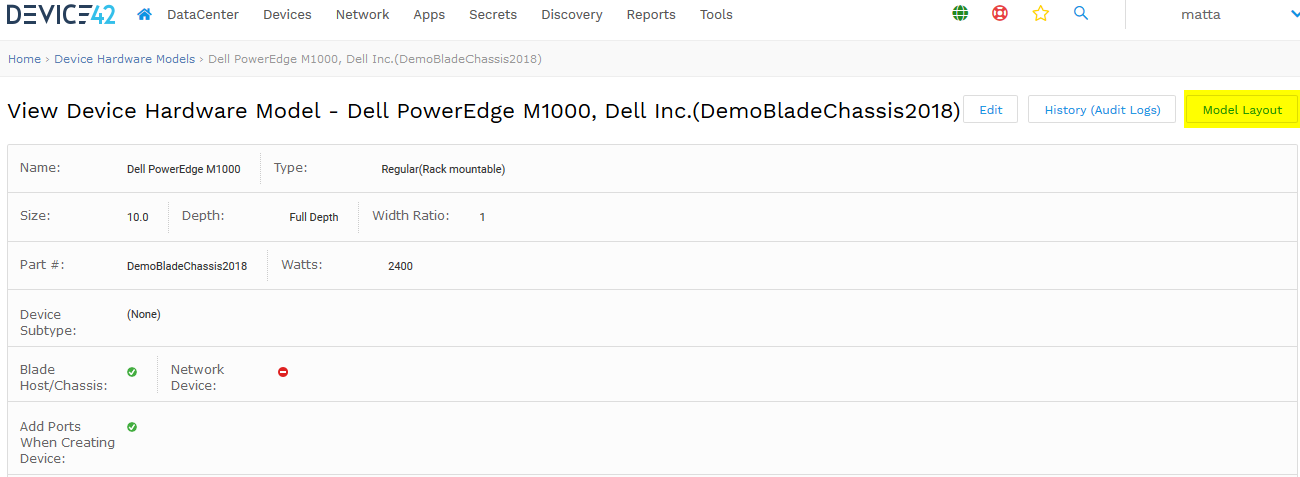 DEVICE42 DataCenter Devices Network Apps Secrets Discovery Reports Tools matta
Home › Device Hardware Models › Dell PowerEdge M1000, Dell Inc.(DemoBladeChassis2018)
View Device Hardware Model - Dell PowerEdge M1000, Dell Inc.(DemoBladeChassis2018) Edit History (Audit Logs) Model Layout
Name: Dell PowerEdge M1000 Type: Regular(Rack mountable)
Size: 10.0 Depth: Full Depth Width Ratio: 1
Part #: DemoBladeChassis2018 Watts: 2400
Device (None)
Subtype:
Blade Network
Host/Chassis: Device:
Add Ports
When Creating
Device: